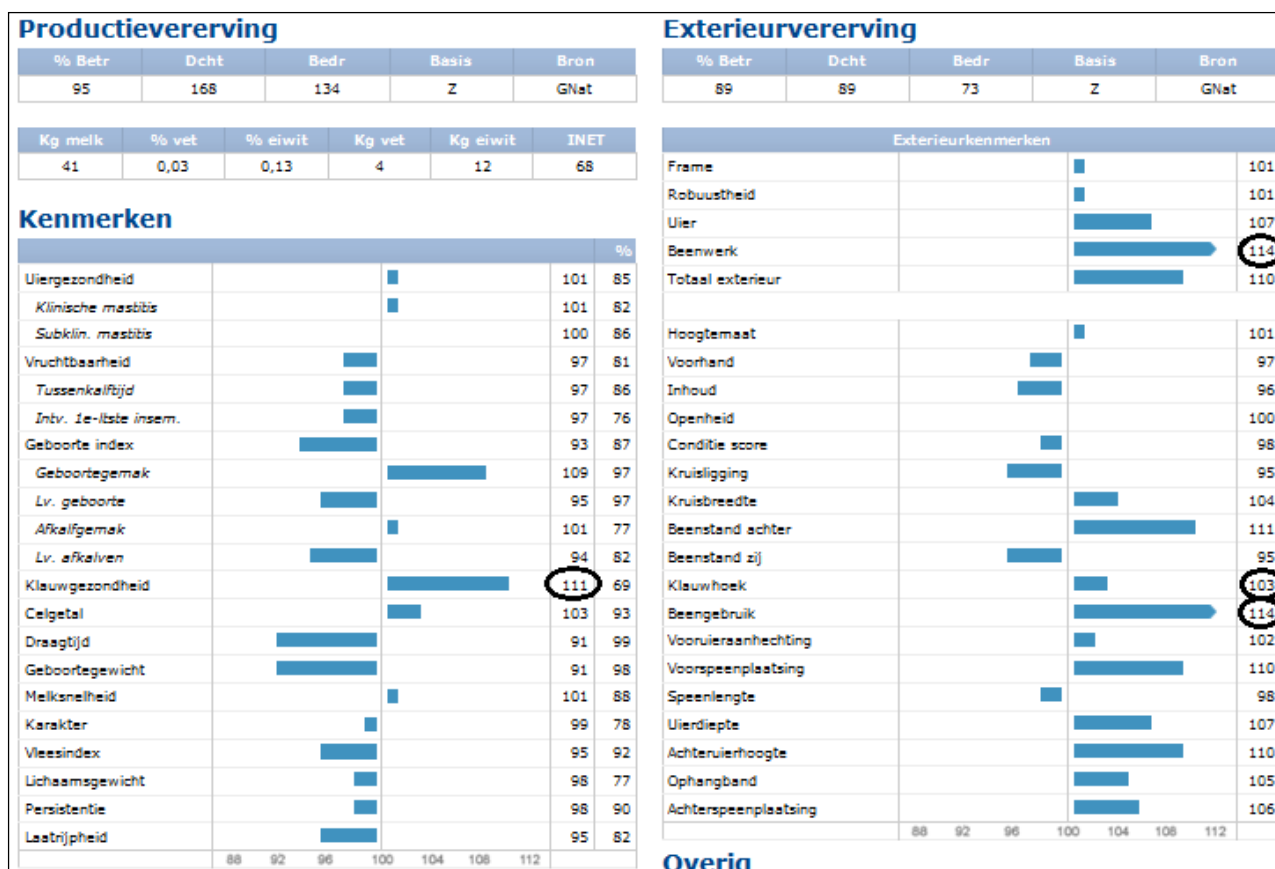 Productievererving
% Betr Dcht Bedr Basis Bron
95 168 134 Z GNat
Kg melk % vet % eiwit Kg vet Kg eiwit INET
41 0,03 0,13 4 12 68
Kenmerken
%
Uiergezondheid 101 85
Klinische mastitis 101 82
Subklin. mastitis 100 86
Vruchtbaarheid 97 81
Tussenkalftijd 97 86
Intv. 1e-ltste insem. 97 76
Geboorte index 93 87
Geboortegemak 109 97
Lv. geboorte 95 97
Afkalfgemak 101 77
Lv. afkalven 94 82
Klauwgezondheid 111 69
Celgetal 103 93
Draagtijd 91 99
Geboortegewicht 91 98
Melksnelheid 101 88
Karakter 99 78
Vleesindex 95 92
Lichaamsgewicht 98 77
Persistentie 98 90
Laatrijpheid 95 82
88 92 96 100 104 108 112
Exterieurvererving
% Betr Dcht Bedr Basis Bron
89 89 73 Z GNat
Exterieurkenmerken
Frame 101
Robuustheid 101
Uier 107
Beenwerk 114
Totaal exterieur 110
Hoogtemaat 101
Voorhand 97
Inhoud 96
Openheid 100
Conditie score 98
Kruisligging 95
Kruisbreedte 104
Beenstand achter 111
Beenstand zij 95
Klauwhoek 103
Beengebruik 114
Vooruieraanhechting 102
Voorspeenplaatsing 110
Speenlengte 98
Uierdiepte 107
Achteruierhoogte 110
Ophangband 105
Achterspeenplaatsing 106
88 92 96 100 104 108 112
Overig